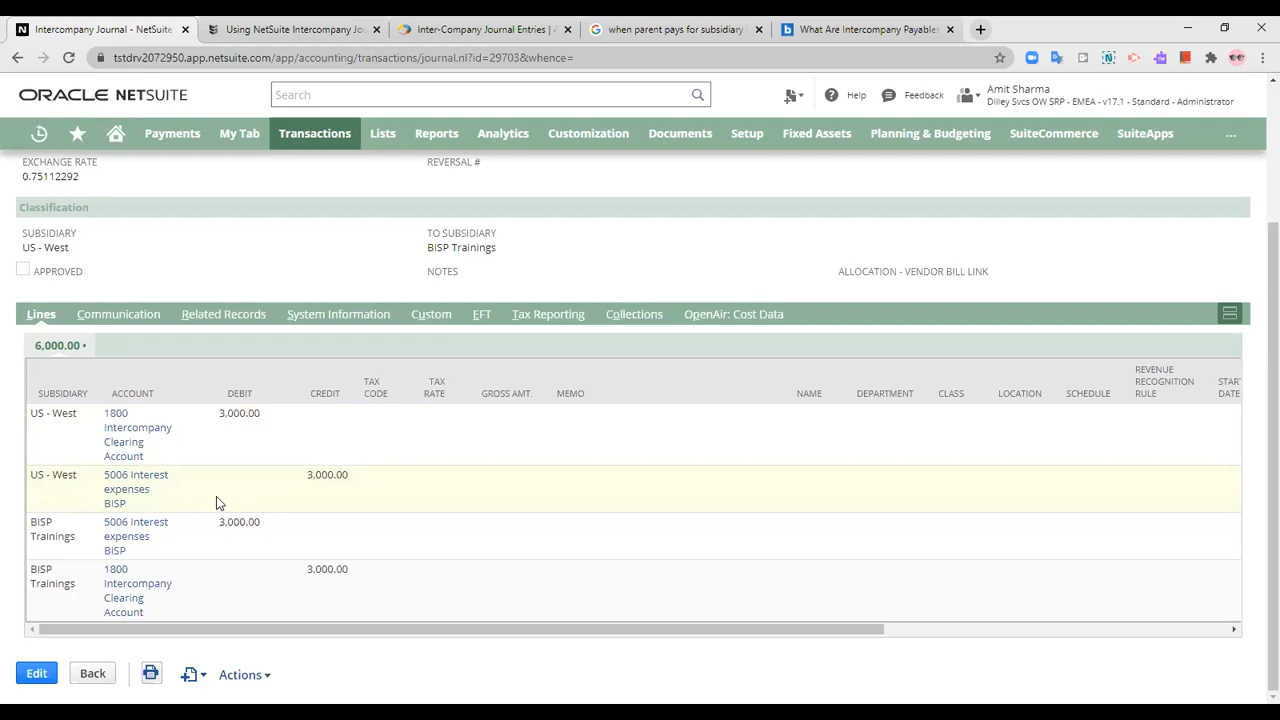 Intercompany Journal - NetSuite
Using NetSuite Intercompany Jou
Inter-Company Journal Entries |
when parent pays for subsidiary
What Are Intercompany Payables
tstdrv2072950.app.netsuite.com/app/accounting/transactions/journal.nl?id=29703&whence=
ORACLE NETSUITE
Search
Help
Feedback
Amit Sharma
Dilley Svcs OW SRP - EMEA - v17.1 - Standard - Administrator
Payments My Tab Transactions Lists Reports Analytics Customization Documents Setup Fixed Assets Planning & Budgeting SuiteCommerce SuiteApps ...
EXCHANGE RATE
0.75112292
REVERSAL #
Classification
SUBSIDIARY
US - West
TO SUBSIDIARY
BISP Trainings
APPROVED
NOTES
ALLOCATION - VENDOR BILL LINK
Lines Communication Related Records System Information Custom EFT Tax Reporting Collections OpenAir: Cost Data
6,000.00 •
SUBSIDIARY
ACCOUNT
DEBIT
CREDIT
TAX
CODE
TAX
RATE
GROSS AMT.
MEMO
NAME
DEPARTMENT
CLASS
LOCATION
SCHEDULE
REVENUE
RECOGNITION
RULE
START
DATE
US - West
1800
Intercompany
Clearing
Account
3,000.00
US - West
5006 Interest
expenses
BISP
3,000.00
BISP
Trainings
5006 Interest
expenses
BISP
3,000.00
BISP
Trainings
1800
Intercompany
Clearing
Account
3,000.00
Edit
Back
Actions